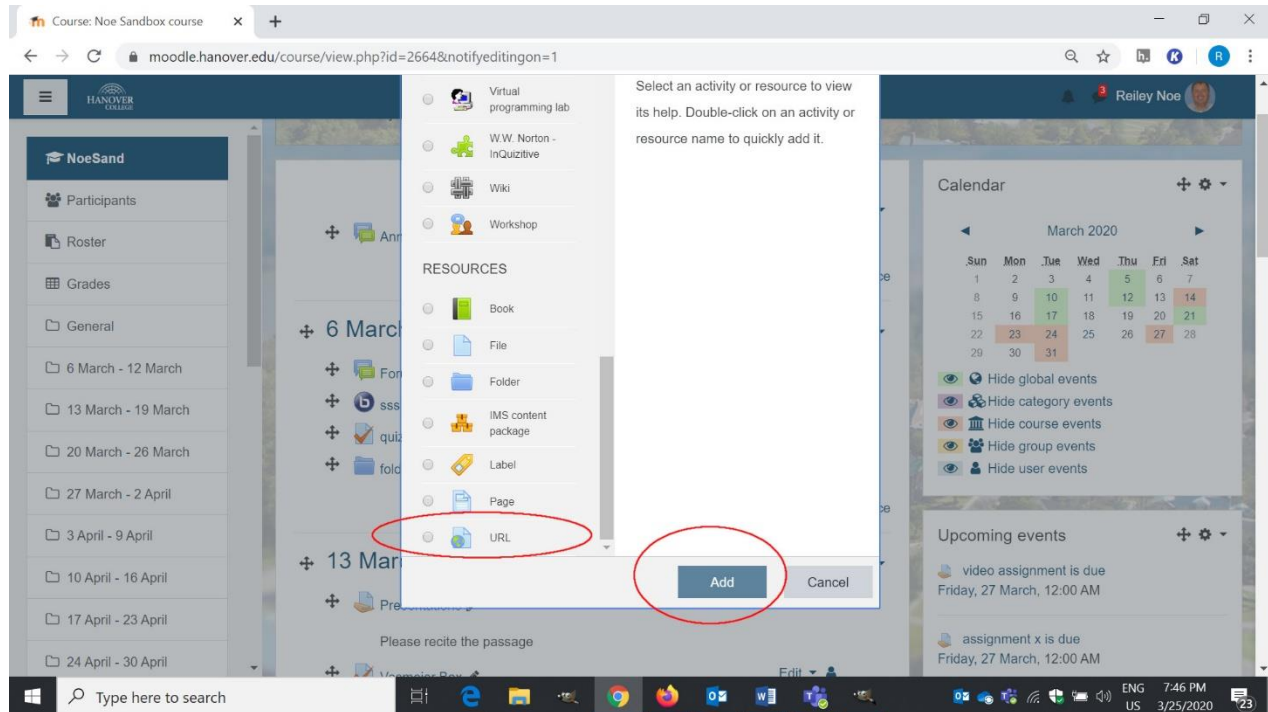 Course: Noe Sandbox course
moodle.hanover.edu/course/view.php?id=2664&notifyeditingon=1
HANOVER
COLLEGE
3
Reiley Noe
NoeSand
Participants
Roster
Grades
General
6 March - 12 March
13 March - 19 March
20 March - 26 March
27 March - 2 April
3 April - 9 April
10 April - 16 April
17 April - 23 April
24 April - 30 April
6 March
sss
quiz
13 Mar
Please recite the passage
Edit
Virtual
programming lab
W.W. Norton -
InQuizitive
Wiki
Workshop
RESOURCES
Book
File
Folder
IMS content
package
Label
Page
URL
Select an activity or resource to view
its help. Double-click on an activity or
resource name to quickly add it.
Add
Cancel
Calendar
March 2020
Sun Mon Tue Wed Thu Fri Sat
1 2 3 4 5 6 7
8 9 10 11 12 13 14
15 16 17 18 19 20 21
22 23 24 25 26 27 28
29 30 31
Hide global events
Hide category events
Hide course events
Hide group events
Hide user events
Upcoming events
video assignment is due
Friday, 27 March, 12:00 AM
assignment x is due
Friday, 27 March, 12:00 AM
Type here to search
ENG
US
7:46 PM
3/25/2020
23